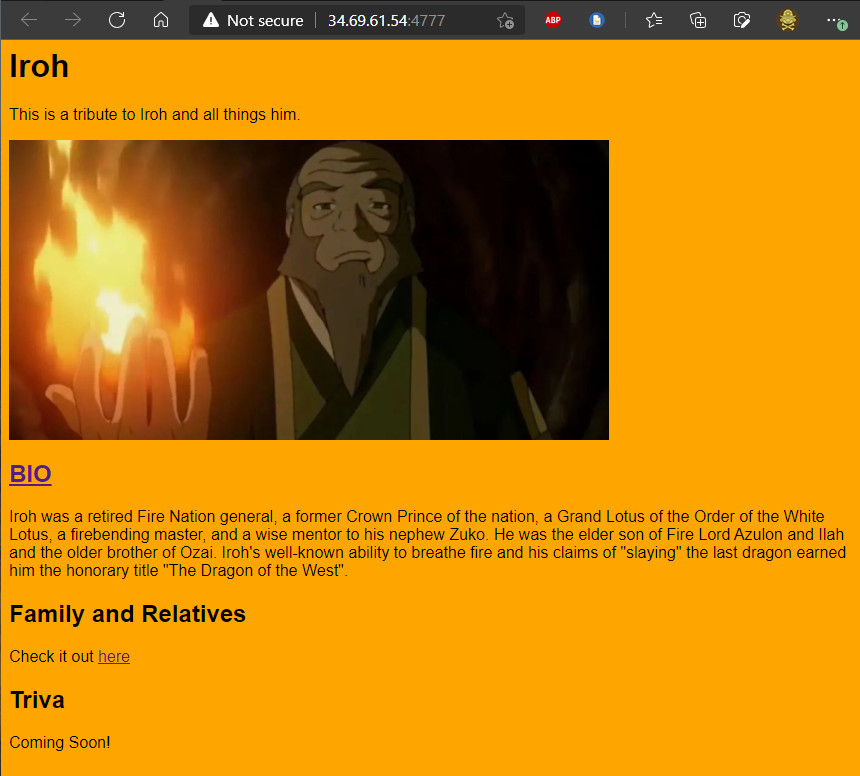 Not secure 34.69.61.54:4777
ABP
Iroh
This is a tribute to Iroh and all things him.
BIO
Iroh was a retired Fire Nation general, a former Crown Prince of the nation, a Grand Lotus of the Order of the White
Lotus, a firebending master, and a wise mentor to his nephew Zuko. He was the elder son of Fire Lord Azulon and Ilah
and the older brother of Ozai. Iroh's well-known ability to breathe fire and his claims of "slaying" the last dragon earned
him the honorary title "The Dragon of the West".
Family and Relatives
Check it out here
Triva
Coming Soon!